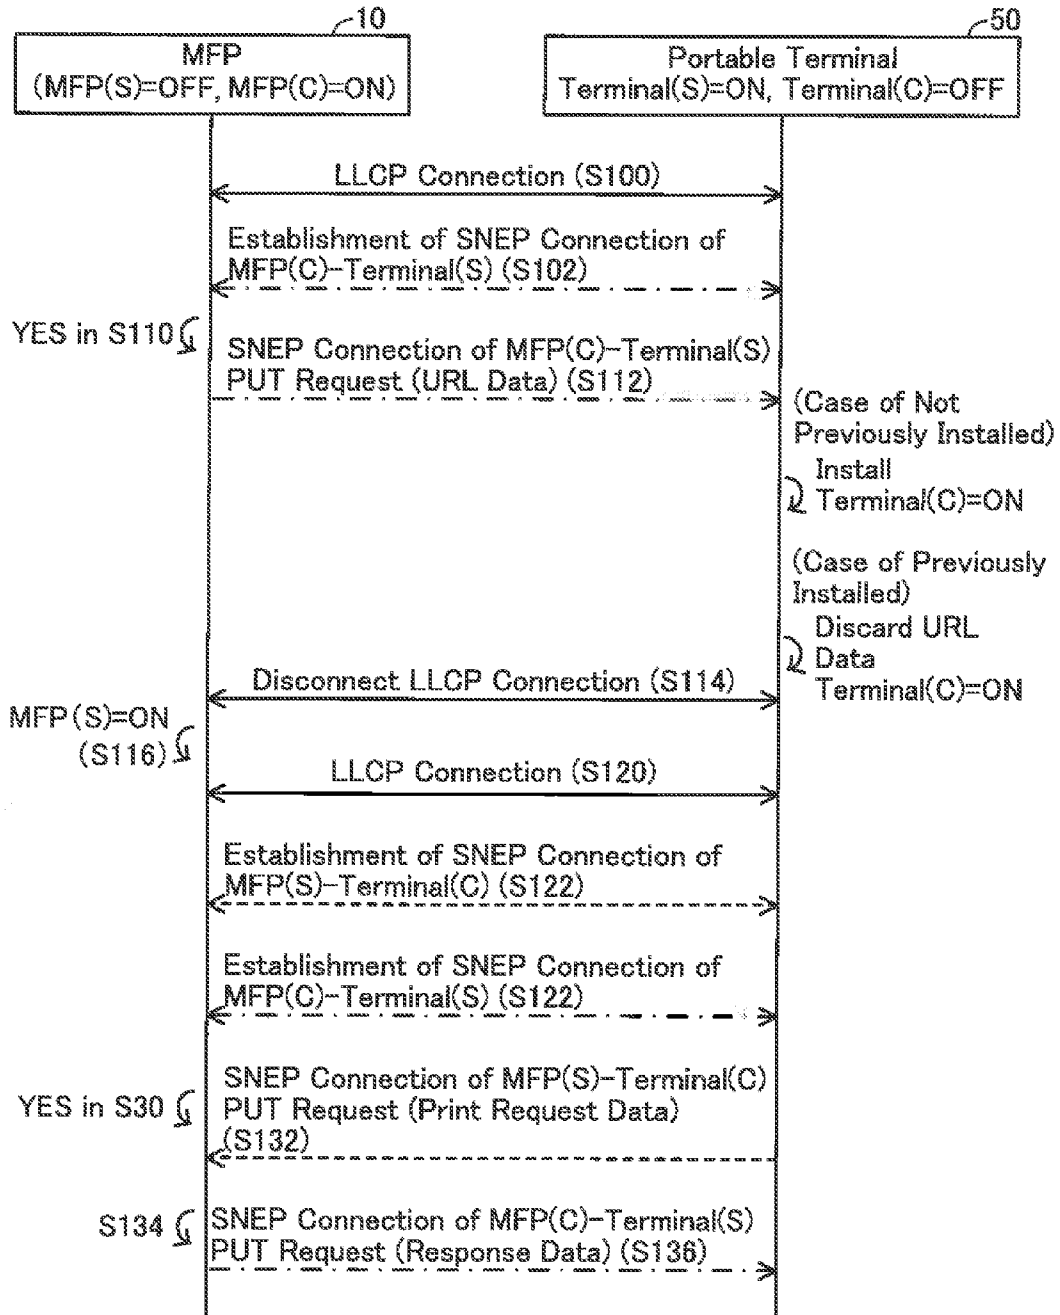 10
50
MFP
(MFP(S)=OFF, MFP(C)=ON)
Portable Terminal
Terminal(S)=ON, Terminal(C)=OFF
LLCP Connection (S100)
Establishment of SNEP Connection of
MFP(C)-Terminal(S) (S102)
YES in S110
SNEP Connection of MFP(C)-Terminal(S)
PUT Request (URL Data) (S112)
(Case of Not
Previously Installed)
Install
Terminal(C)=ON
(Case of Previously
Installed)
Discard URL
Data
Terminal(C)=ON
Disconnect LLCP Connection (S114)
MFP(S)=ON
(S116)
LLCP Connection (S120)
Establishment of SNEP Connection of
MFP(S)-Terminal(C) (S122)
Establishment of SNEP Connection of
MFP(C)-Terminal(S) (S122)
YES in S30
SNEP Connection of MFP(S)-Terminal(C)
PUT Request (Print Request Data)
(S132)
S134
SNEP Connection of MFP(C)-Terminal(S)
PUT Request (Response Data) (S136)